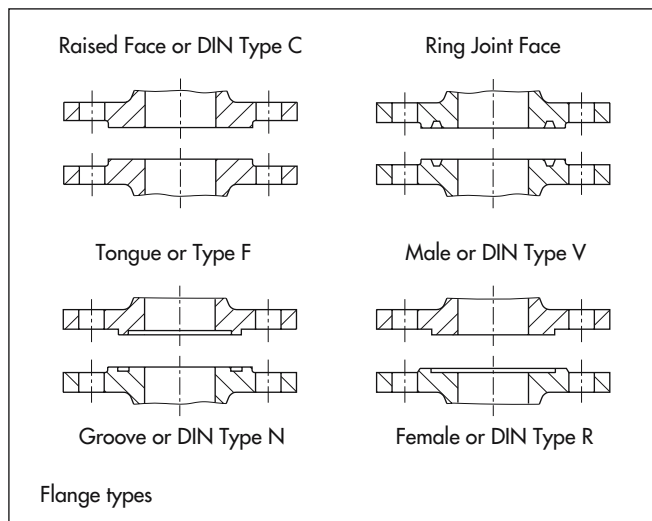 Raised Face or DIN Type C
Ring Joint Face
Tongue or Type F
Male or DIN Type V
Groove or DIN Type N
Female or DIN Type R
Flange types